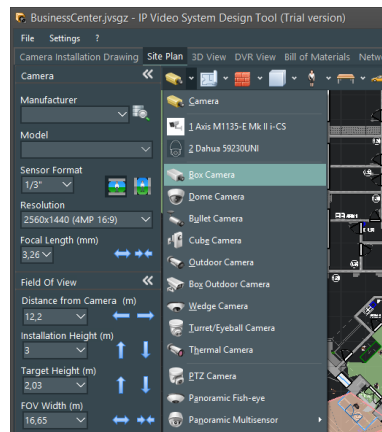 BusinessCenter.jvsgz - IP Video System Design Tool (Trial version)
File Settings ?
Camera Installation Drawing Site Plan 3D View DVR View Bill of Materials Netw
Camera
Manufacturer
Model
Sensor Format
1/3"
Resolution
2560x1440 (4MP 16:9)
Focal Length (mm)
3,26
Field Of View
Distance from Camera (m)
12,2
Installation Height (m)
3
Target Height (m)
2,03
FOV Width (m)
16,65
Camera
1 Axis M1135-E Mk II i-CS
2 Dahua 59230UNI
Box Camera
Dome Camera
Bullet Camera
Cube Camera
Outdoor Camera
Box Outdoor Camera
Wedge Camera
Turret/Eyeball Camera
Thermal Camera
PTZ Camera
Panoramic Fish-eye
Panoramic Multisensor